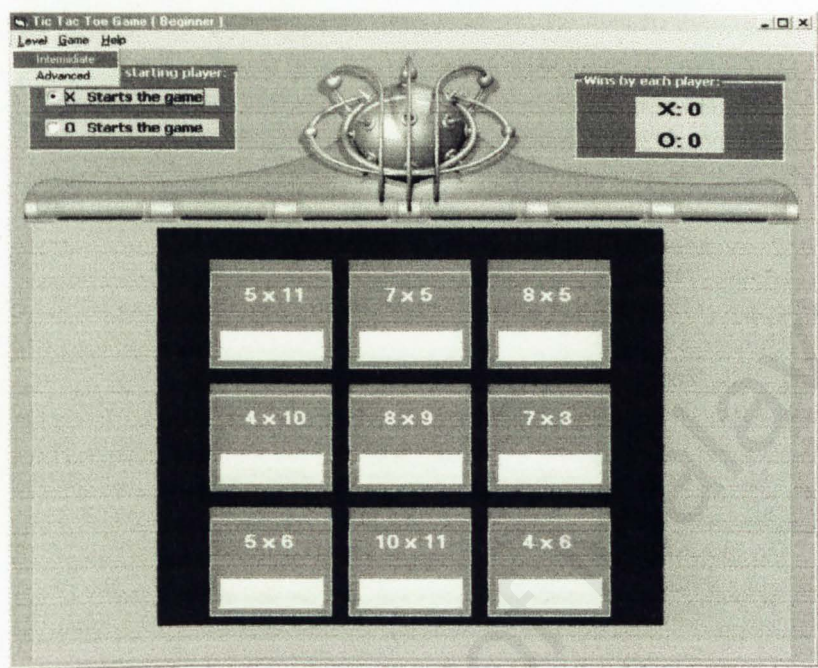 Tic Tac Toe Game [ Beginner ]
Level Game Help
Intermidiate
Advanced
starting player:
X Starts the game
O Starts the game
Wins by each player:
X: 0
O: 0
5 x 11 7 x 5 8 x 5
4 x 10 8 x 9 7 x 3
5 x 6 10 x 11 4 x 6